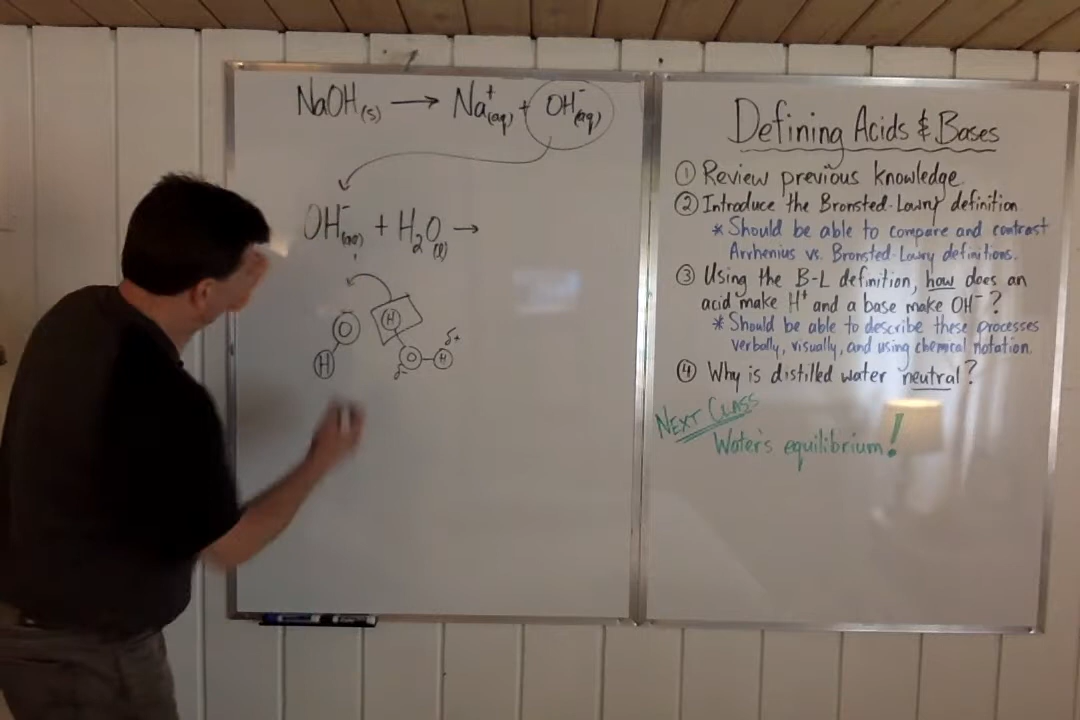 NaOH(s) → Na⁺(aq) + OH⁻(aq)
OH⁻(aq) + H₂O(l) →
H
O
δ+
O
H
H
δ-
Defining Acids & Bases
① Review previous knowledge
② Introduce the Bronsted-Lowry definition
* Should be able to compare and contrast
Arrhenius vs. Bronsted-Lowry definitions.
③ Using the B-L definition, how does an
acid make H⁺ and a base make OH⁻?
* Should be able to describe these processes
verbally, visually, and using chemical notation.
④ Why is distilled water neutral?
NEXT CLASS
Water's equilibrium!